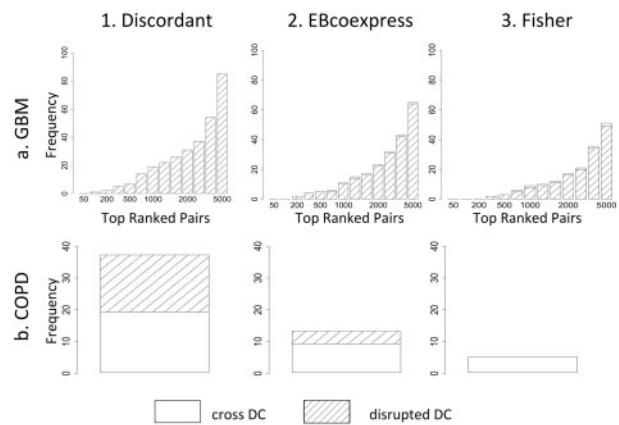 1. Discordant 2. EBcoexpress 3. Fisher
a. GBM
Frequency
0 20 40 60 80 100
50 200 500 1000 2000 5000
Top Ranked Pairs
0 20 40 60 80 100
50 200 500 1000 2000 5000
Top Ranked Pairs
0 20 40 60 80 100
50 200 500 1000 2000 5000
Top Ranked Pairs
b. COPD
Frequency
0 10 20 30 40
0 10 20 30 40
0 10 20 30 40
cross DC disrupted DC